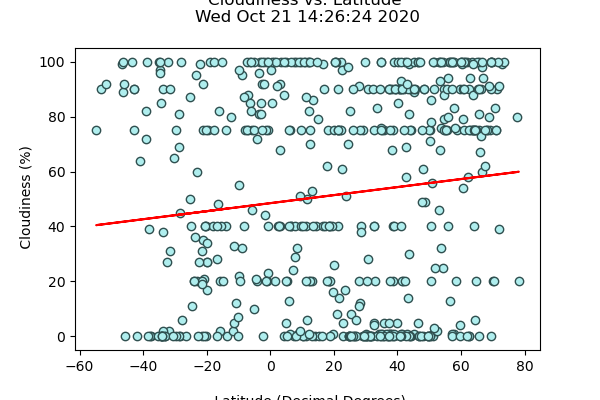 Cloudiness vs. Latitude
Wed Oct 21 14:26:24 2020
100
80
60
40
20
0
Cloudiness (%)
−60 −40 −20 0 20 40 60 80
Latitude (Decimal Degrees)